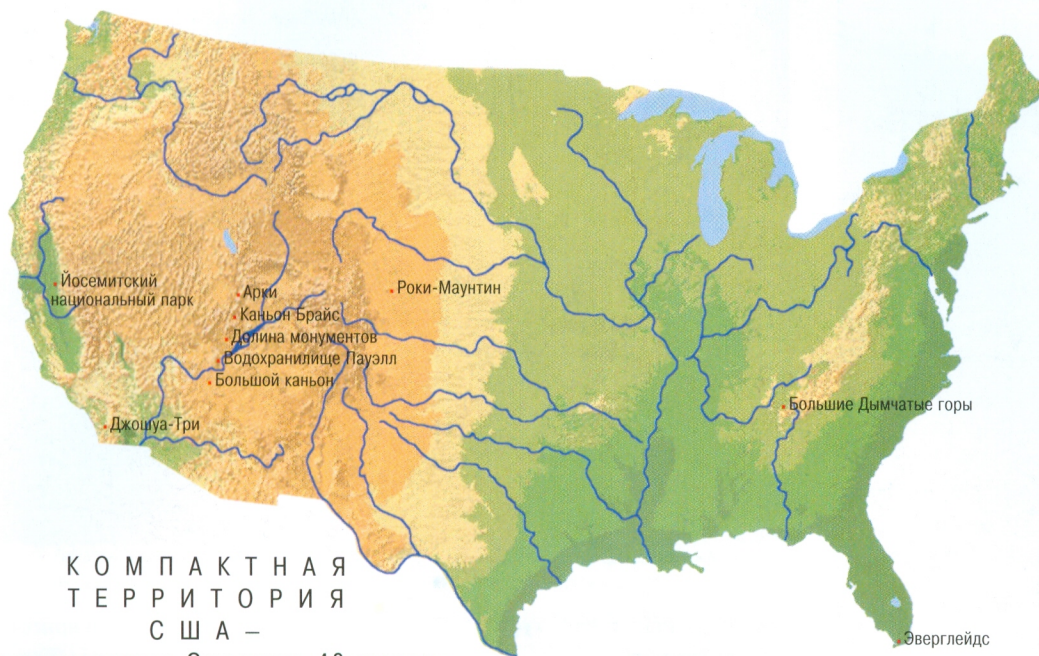 Йосемитский
национальный парк
Арки
Каньон Брайс
Долина монументов
Водохранилище Пауэлл
Большой каньон
Джошуа-Три
Роки-Маунтин
Большие Дымчатые горы
Эверглейдс
КОМПАКТНАЯ
ТЕРРИТОРИЯ
США –